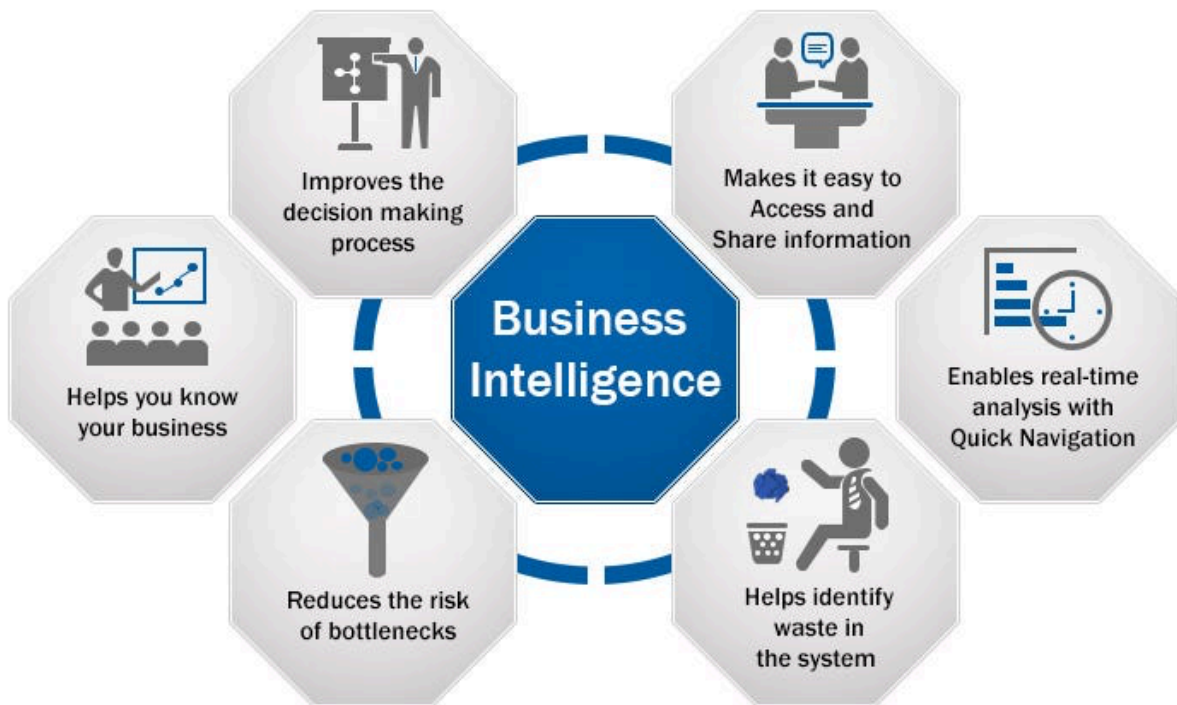 Improves the
decision making
process
Makes it easy to
Access and
Share information
Helps you know
your business
Business
Intelligence
Enables real-time
analysis with
Quick Navigation
Reduces the risk
of bottlenecks
Helps identify
waste in
the system